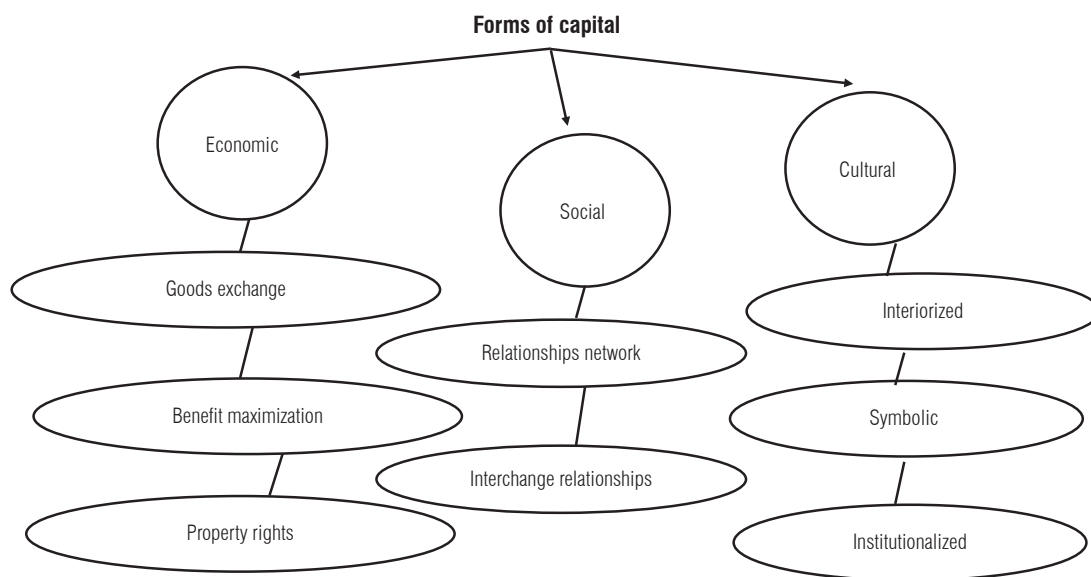 Forms of capital
Economic
Goods exchange
Benefit maximization
Property rights
Social
Relationships network
Interchange relationships
Cultural
Interiorized
Symbolic
Institutionalized